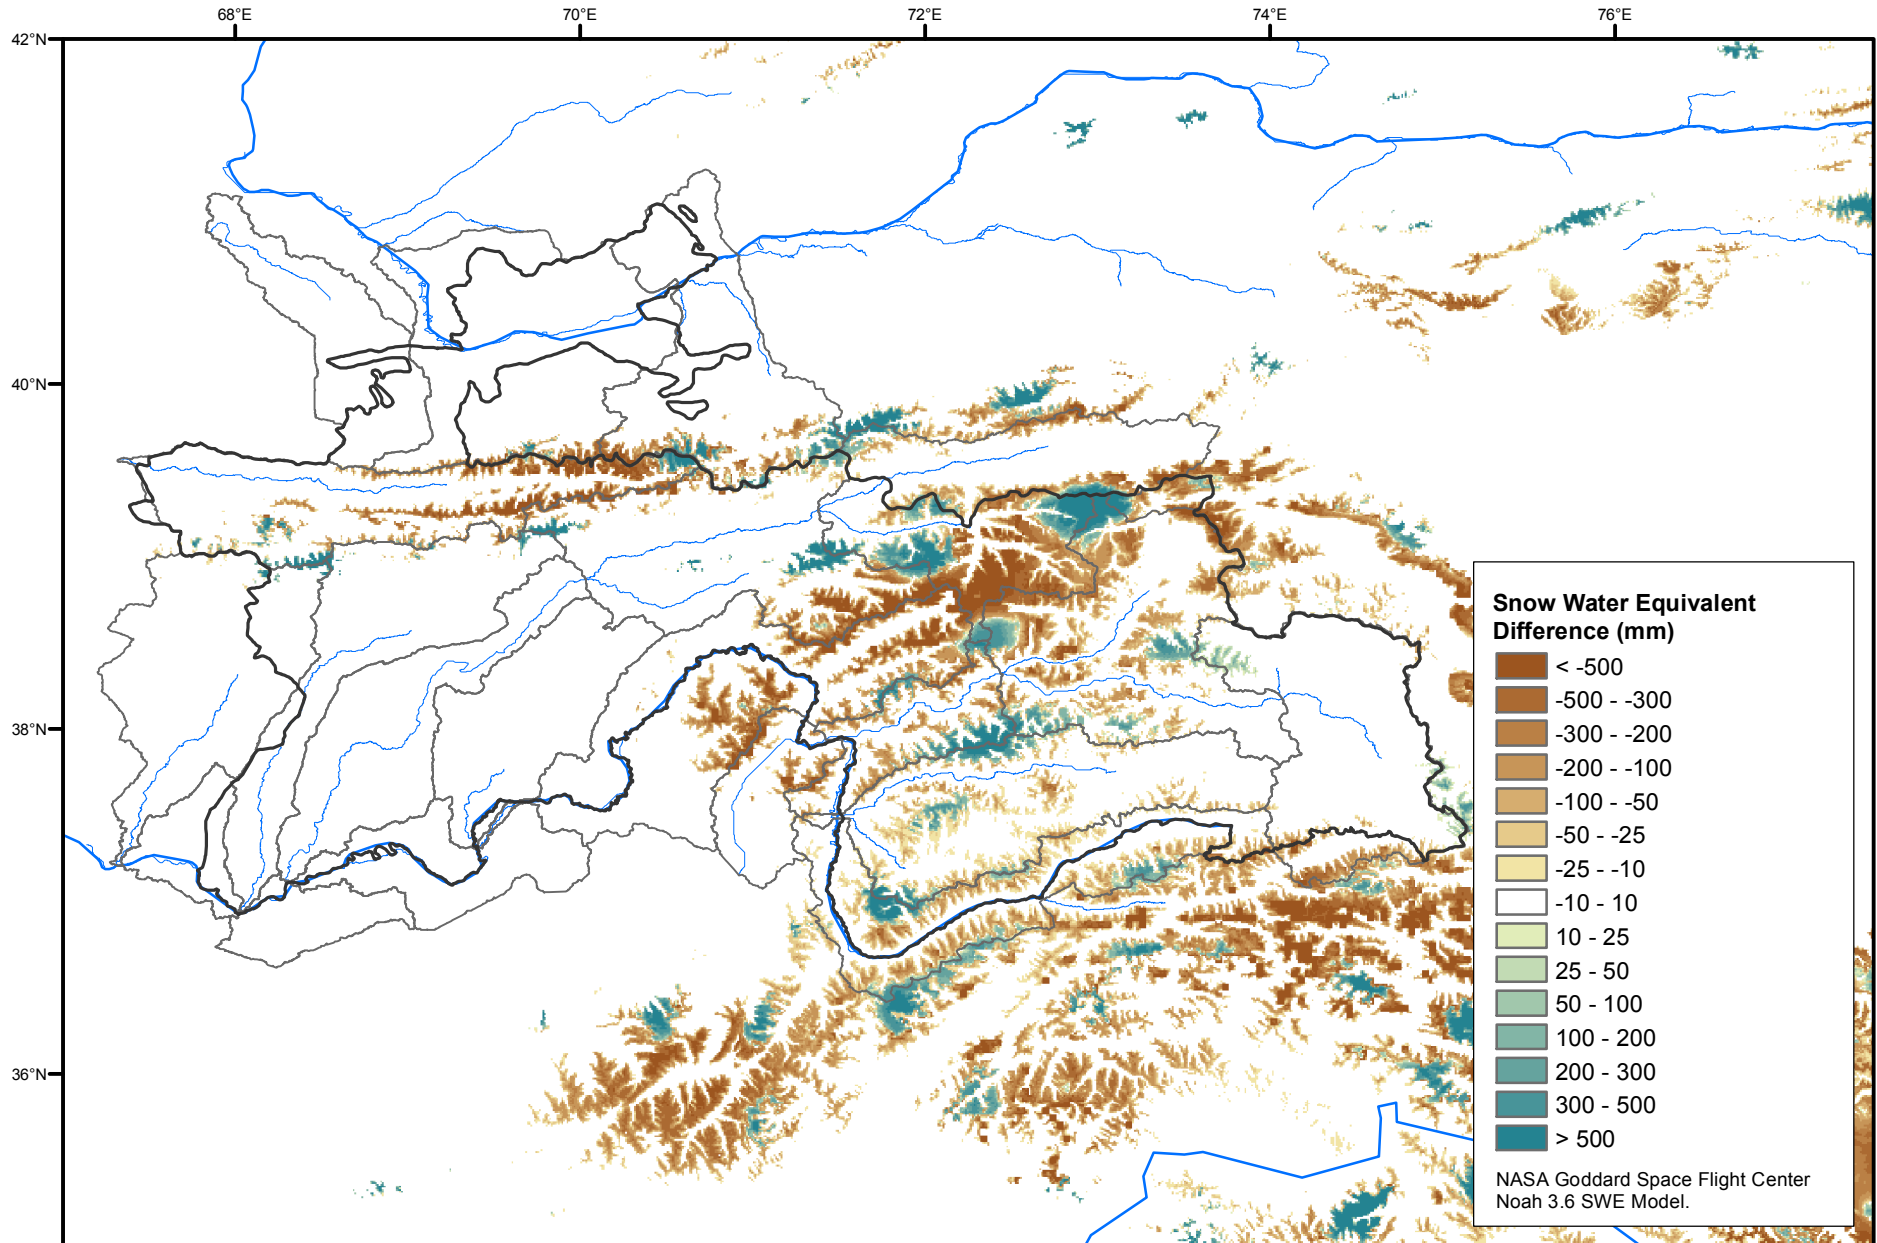 68°E 70°E 72°E 74°E 76°E
42°N
40°N
38°N
36°N
Snow Water Equivalent
Difference (mm)
< -500
-500 - -300
-300 - -200
-200 - -100
-100 - -50
-50 - -25
-25 - -10
-10 - 10
10 - 25
25 - 50
50 - 100
100 - 200
200 - 300
300 - 500
> 500
NASA Goddard Space Flight Center
Noah 3.6 SWE Model.